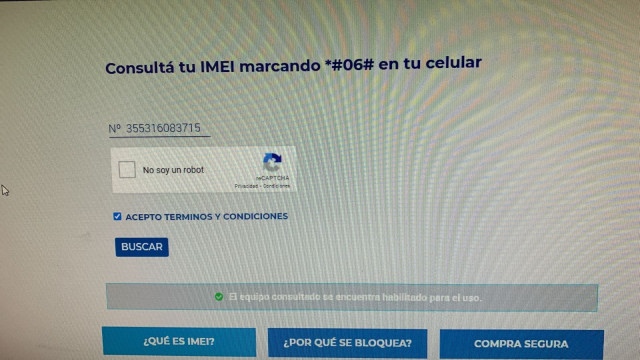 Consultá tu IMEI marcando *#06# en tu celular
Nº 355316083715
No soy un robot
reCAPTCHA
Privacidad - Condiciones
ACEPTO TERMINOS Y CONDICIONES
BUSCAR
El equipo consultado se encuentra habilitado para el uso.
¿QUÉ ES IMEI?
¿POR QUÉ SE BLOQUEA?
COMPRA SEGURA